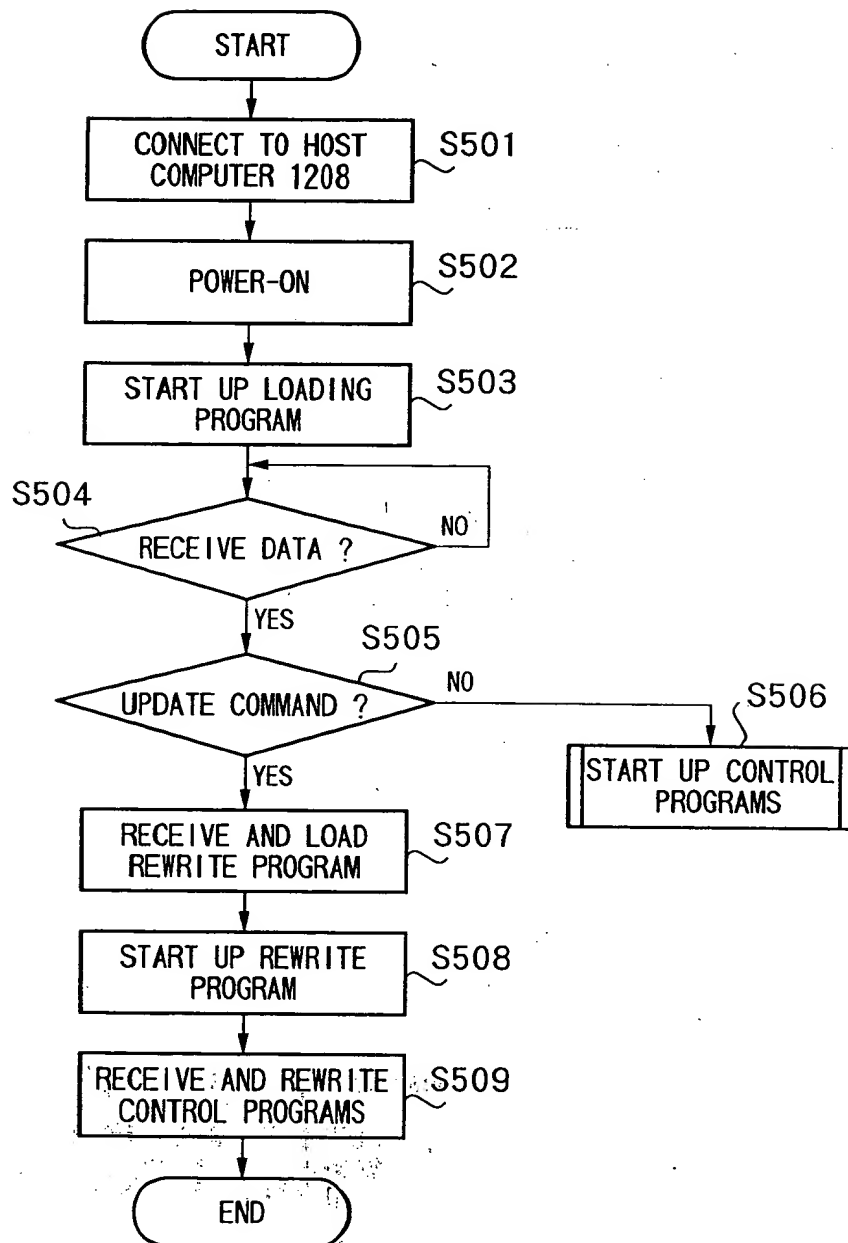 START
CONNECT TO HOST
COMPUTER 1208
S501
POWER-ON
S502
START UP LOADING
PROGRAM
S503
S504
RECEIVE DATA ?
NO
YES
S505
UPDATE COMMAND ?
NO
YES
S506
START UP CONTROL
PROGRAMS
RECEIVE AND LOAD
REWRITE PROGRAM
S507
START UP REWRITE
PROGRAM
S508
RECEIVE AND REWRITE
CONTROL PROGRAMS
S509
END